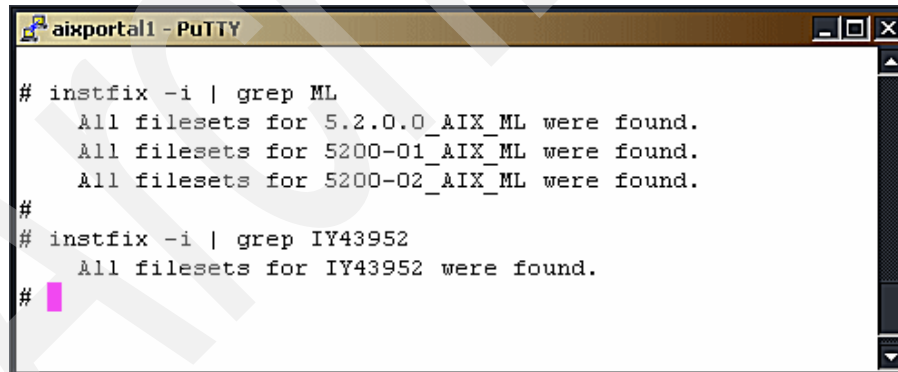 aixportal1 - PuTTY
# instfix -i | grep ML
All filesets for 5.2.0.0_AIX_ML were found.
All filesets for 5200-01_AIX_ML were found.
All filesets for 5200-02_AIX_ML were found.
#
# instfix -i | grep IY43952
All filesets for IY43952 were found.
#